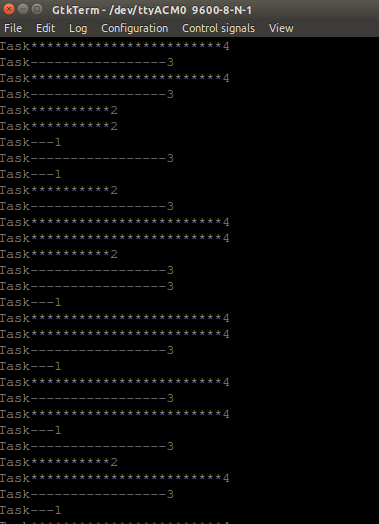 GtkTerm - /dev/ttyACM0 9600-8-N-1
File Edit Log Configuration Control signals View
Task************************4
Task-----------------3
Task************************4
Task-----------------3
Task**********2
Task**********2
Task---1
Task-----------------3
Task---1
Task**********2
Task-----------------3
Task************************4
Task************************4
Task**********2
Task-----------------3
Task-----------------3
Task---1
Task************************4
Task************************4
Task-----------------3
Task---1
Task************************4
Task-----------------3
Task************************4
Task---1
Task-----------------3
Task**********2
Task************************4
Task-----------------3
Task---1